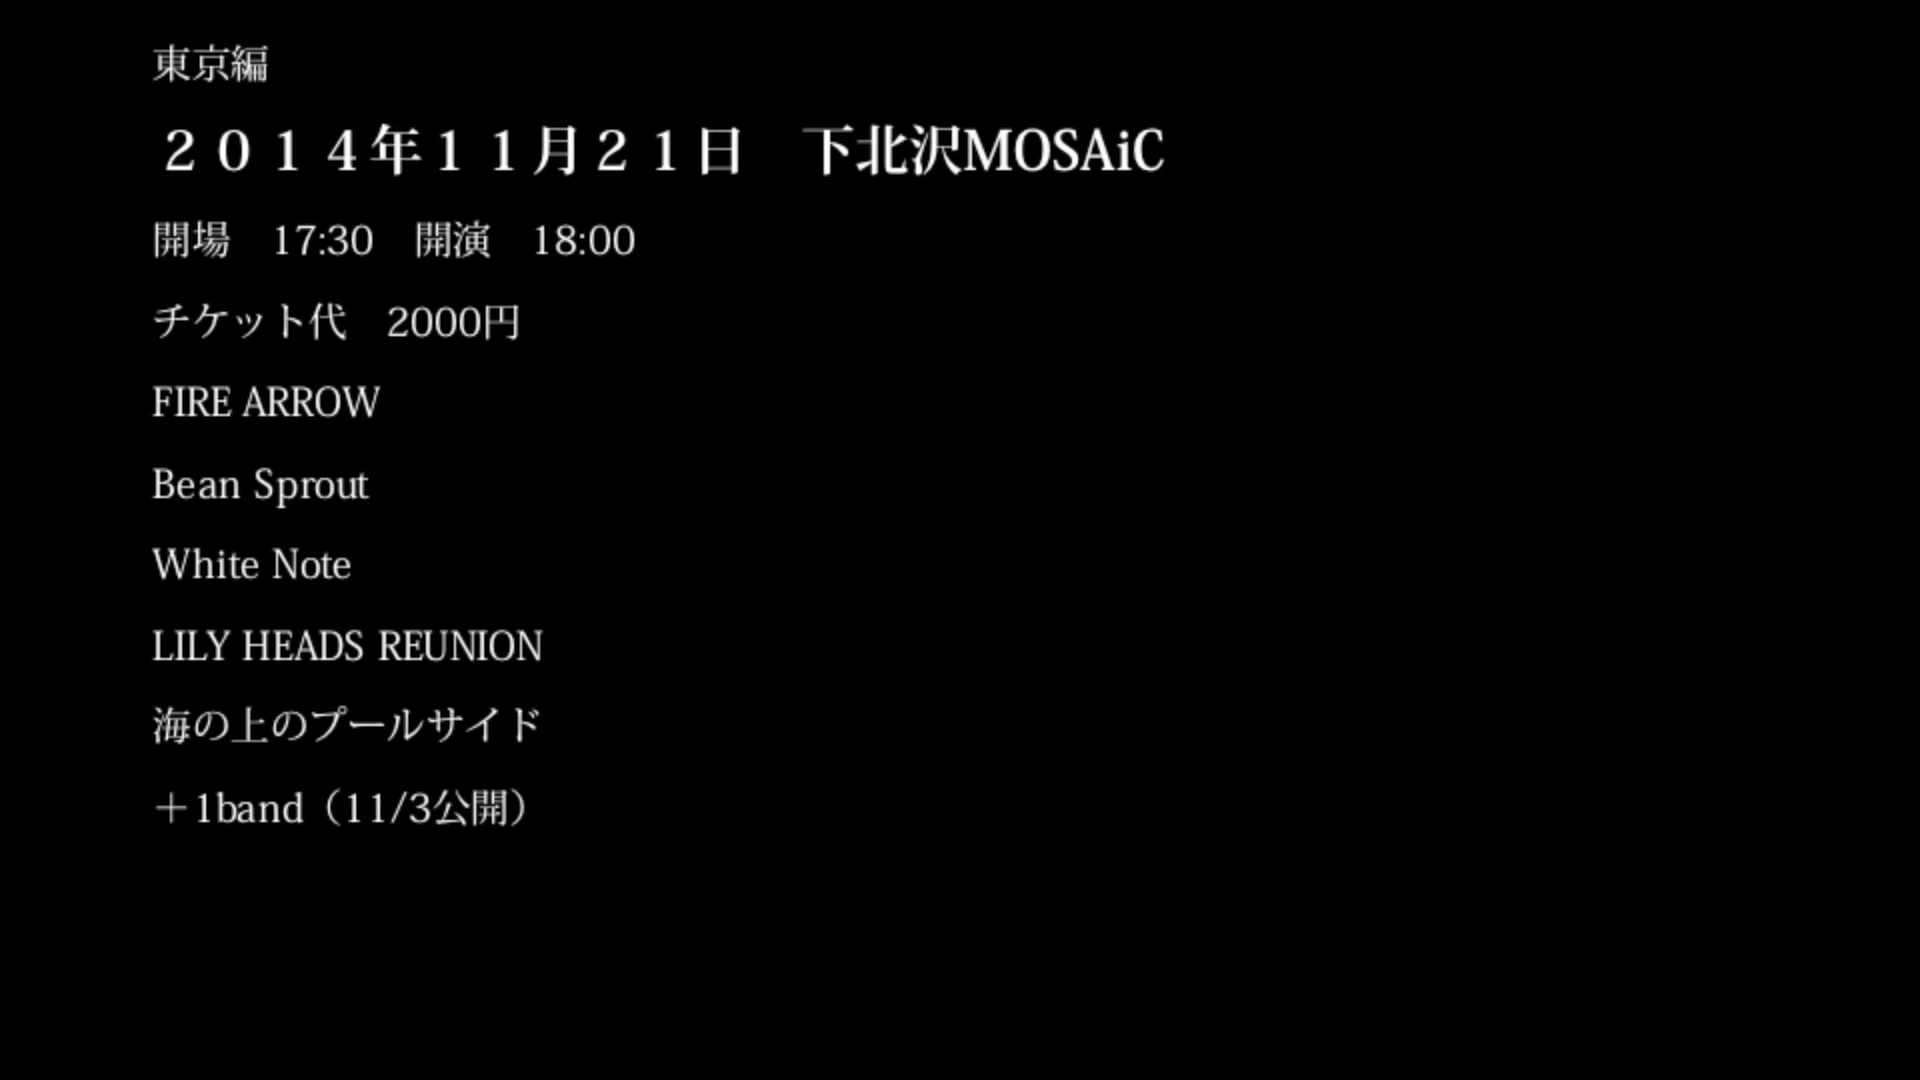 東京編
２０１４年１１月２１日　下北沢MOSAiC
開場　17:30　開演　18:00
チケット代　2000円
FIRE ARROW
Bean Sprout
White Note
LILY HEADS REUNION
海の上のプールサイド
＋1band（11/3公開）